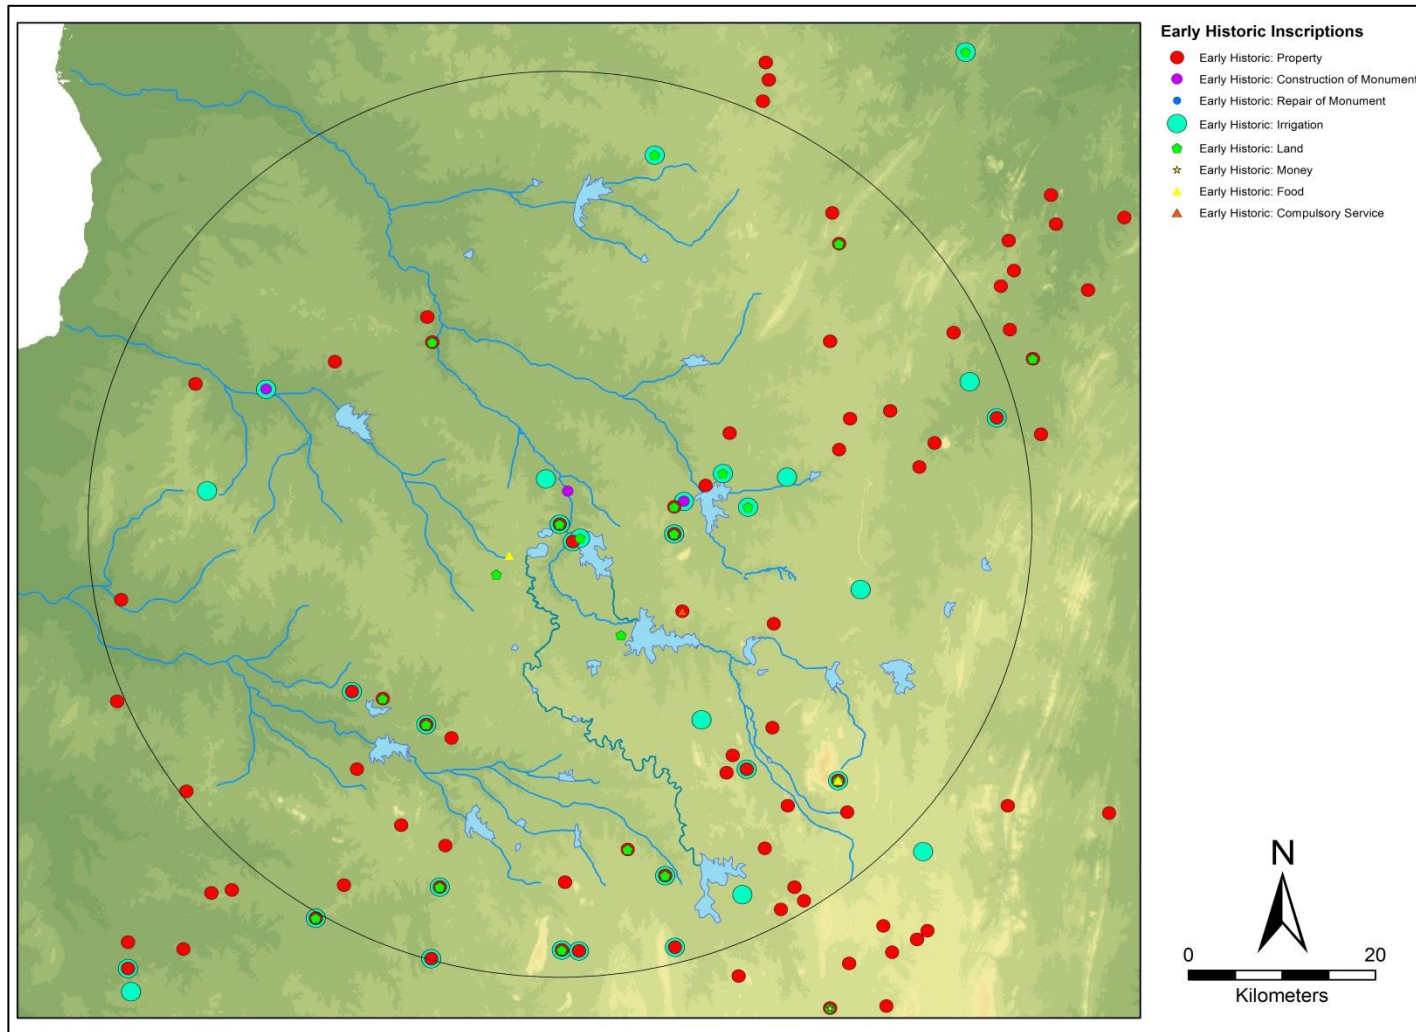 Early Historic Inscriptions
Early Historic: Property
Early Historic: Construction of Monument
Early Historic: Repair of Monument
Early Historic: Irrigation
Early Historic: Land
Early Historic: Money
Early Historic: Food
Early Historic: Compulsory Service
N
0 20
Kilometers